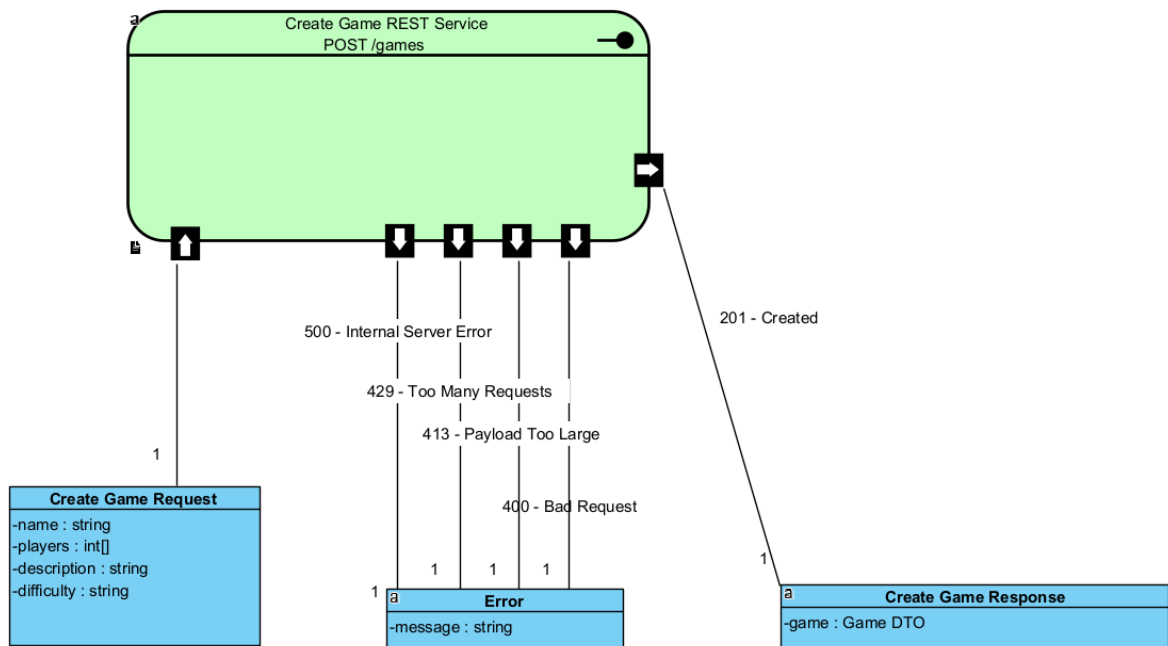 a
Create Game REST Service
POST /games
500 - Internal Server Error
429 - Too Many Requests
413 - Payload Too Large
400 - Bad Request
201 - Created
1
Create Game Request
-name : string
-players : int[]
-description : string
-difficulty : string
1
1
1
1
a
Error
-message : string
1
a
Create Game Response
-game : Game DTO